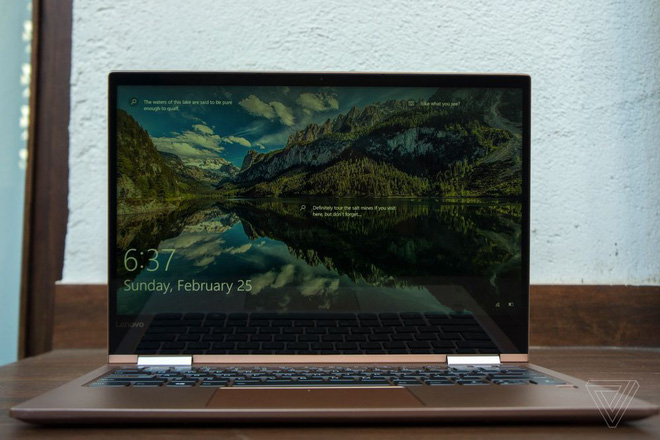 The waters of this lake are said to be pure
enough to quaff.
Like what you see?
Definitely tour the salt mines if you visit
here, but don't forget...
6:37
Sunday, February 25
Lenovo